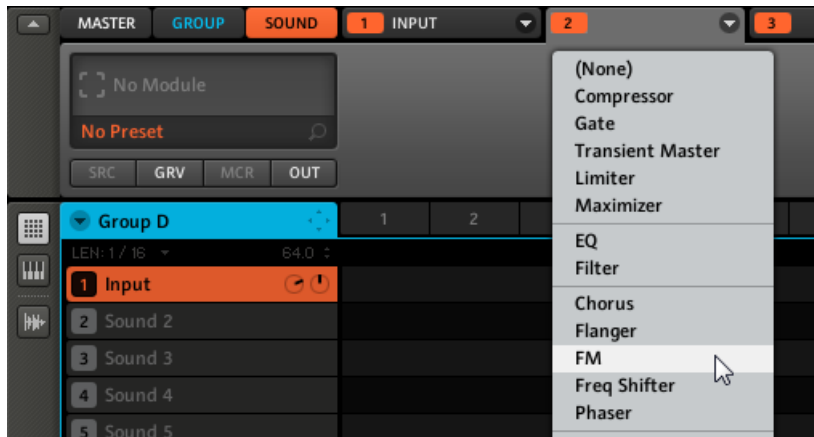 MASTER GROUP SOUND 1 INPUT 2 3
No Module
No Preset
SRC GRV MCR OUT
(None)
Compressor
Gate
Transient Master
Limiter
Maximizer
EQ
Filter
Chorus
Flanger
FM
Freq Shifter
Phaser
Group D 1 2
LEN: 1 / 16 64.0
1 Input
2 Sound 2
3 Sound 3
4 Sound 4
5 Sound 5